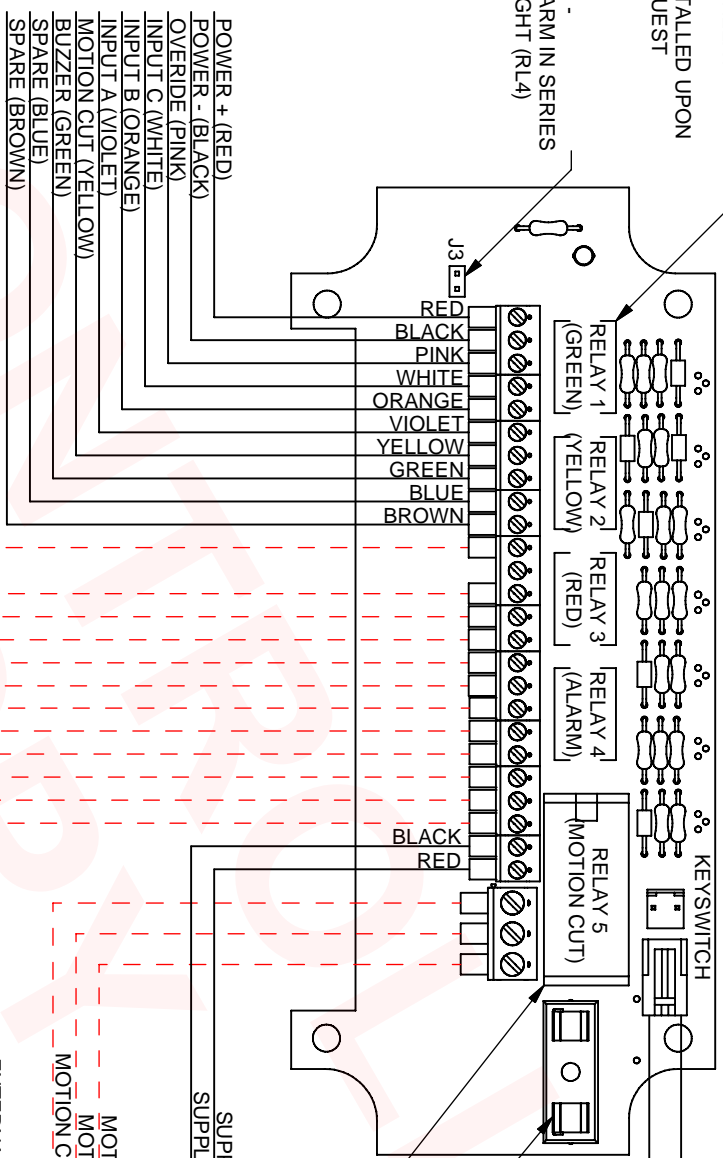 TALLED UPON
UEST
-
ARM IN SERIES
GHT (RL4)
J3
RELAY 1
(GREEN)
RELAY 2
(YELLOW)
RELAY 3
(RED)
RELAY 4
(ALARM)
RELAY 5
(MOTION CUT)
KEYSWITCH
RED
BLACK
PINK
WHITE
ORANGE
VIOLET
YELLOW
GREEN
BLUE
BROWN
BLACK
RED
POWER + (RED)
POWER - (BLACK)
OVERIDE (PINK)
INPUT C (WHITE)
INPUT B (ORANGE)
INPUT A (VIOLET)
MOTION CUT (YELLOW)
BUZZER (GREEN)
SPARE (BLUE)
SPARE (BROWN)
SUPP
SUPPL
MOT
MOT
MOTION C